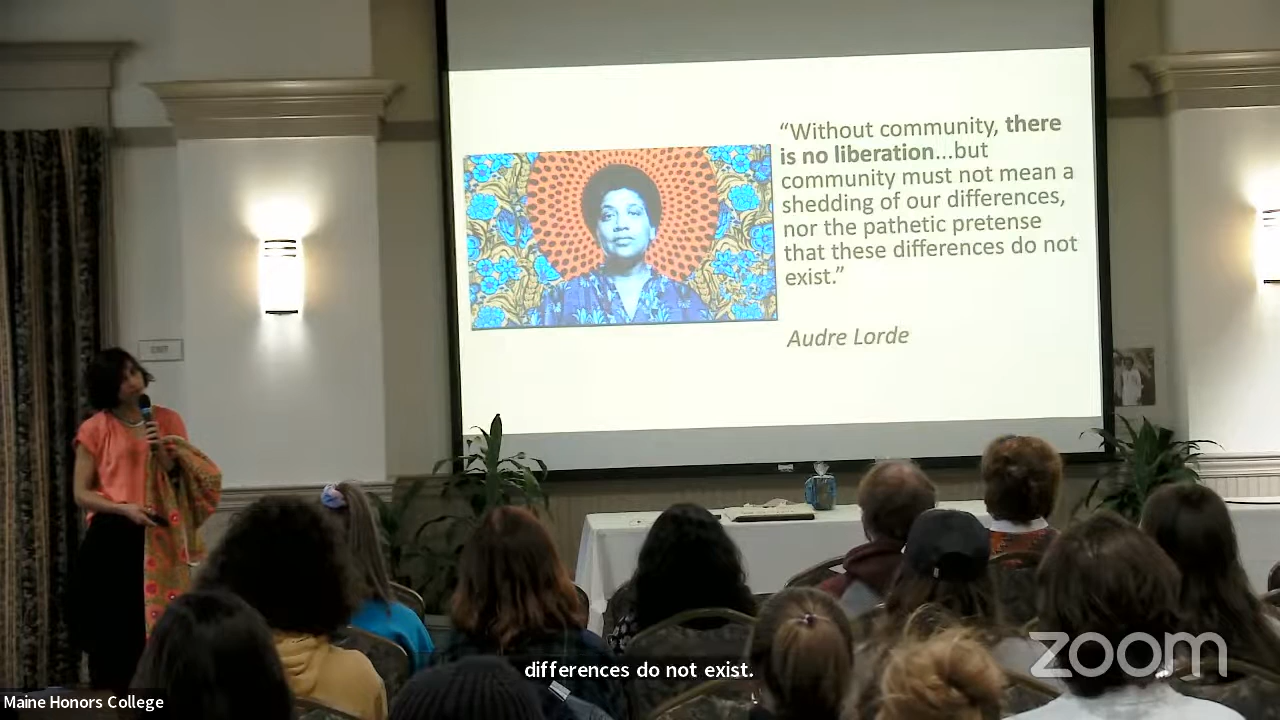 “Without community, there
is no liberation...but
community must not mean a
shedding of our differences,
nor the pathetic pretense
that these differences do not
exist.”
Audre Lorde
EXIT
differences do not exist.
zoom
Maine Honors College